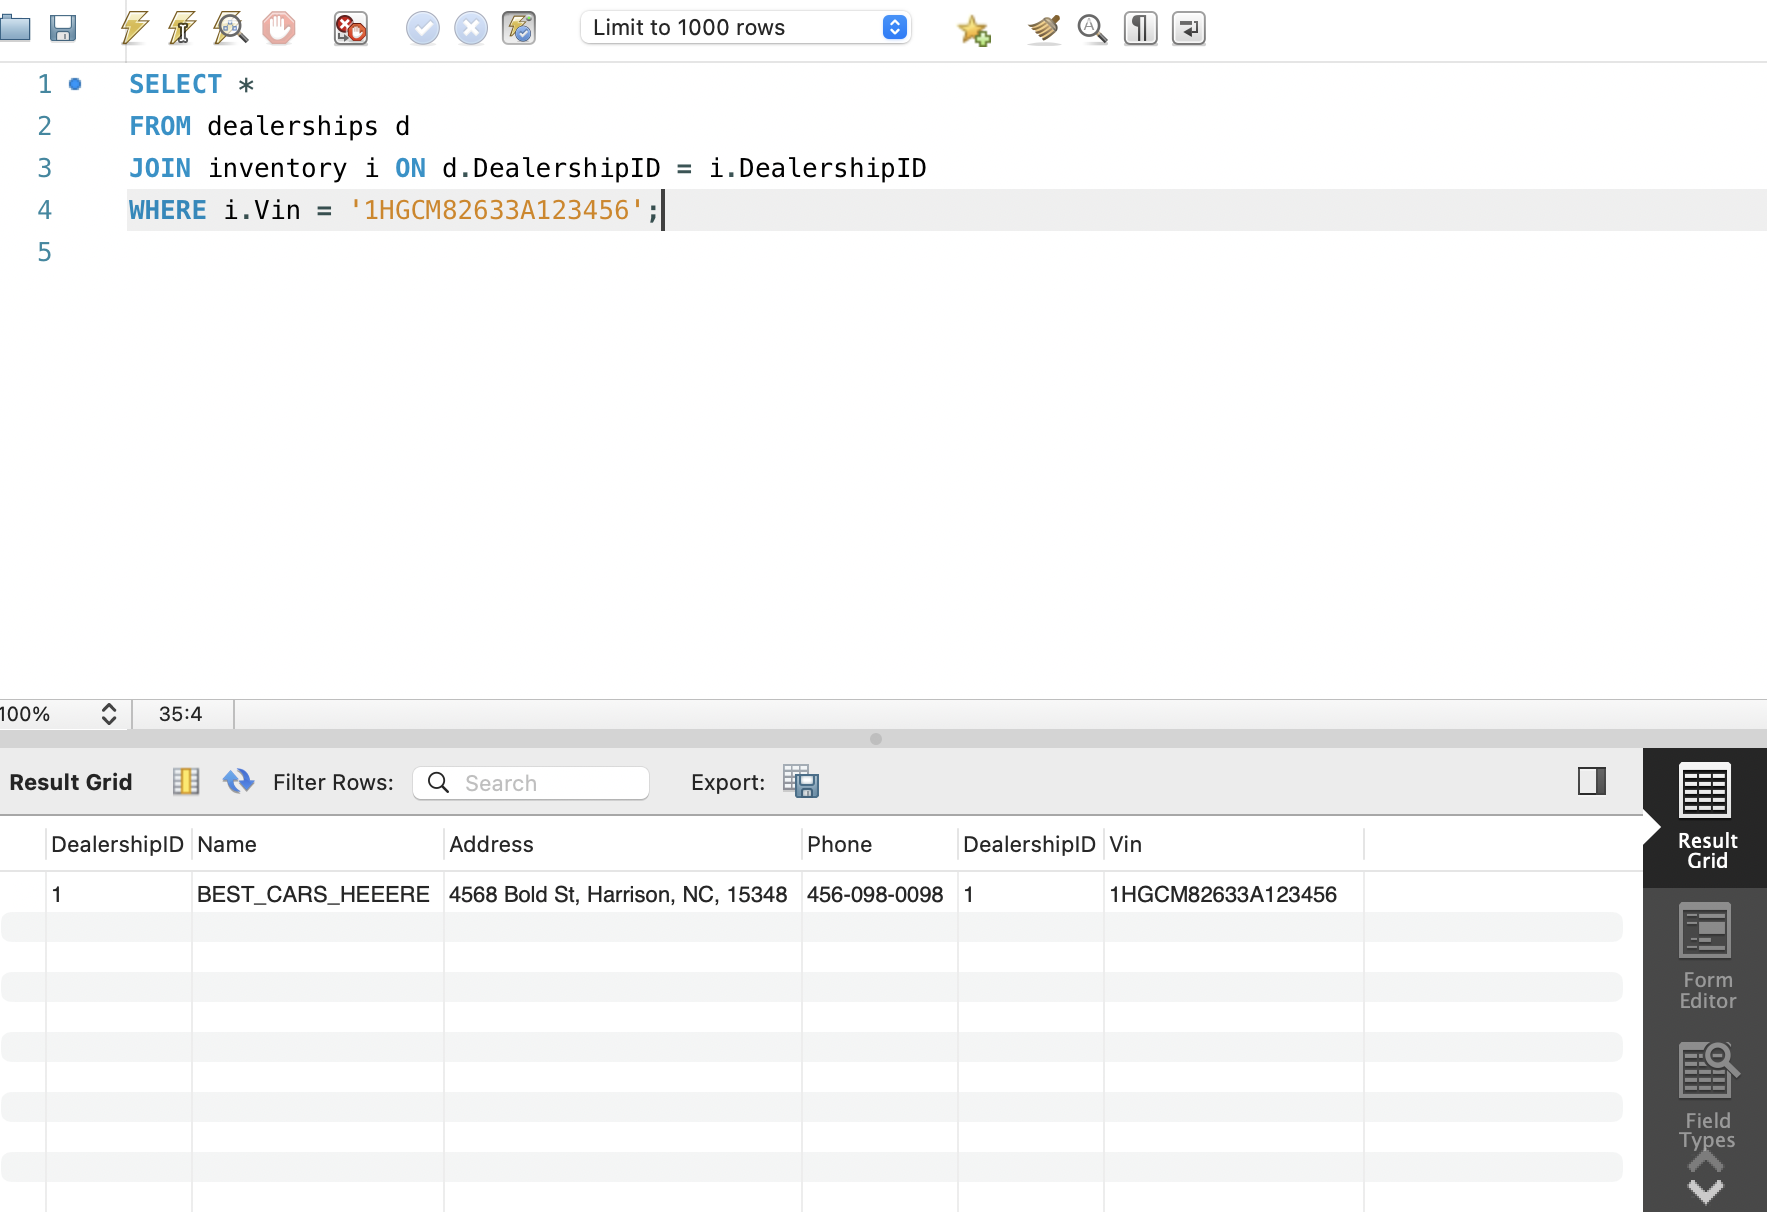 Limit to 1000 rows
1 SELECT *
2 FROM dealerships d
3 JOIN inventory i ON d.DealershipID = i.DealershipID
4 WHERE i.Vin = '1HGCM82633A123456';
5
100% 35:4
Result Grid Filter Rows: Search Export:
DealershipID Name Address Phone DealershipID Vin
1 BEST_CARS_HEEERE 4568 Bold St, Harrison, NC, 15348 456-098-0098 1 1HGCM82633A123456
Result
Grid
Form
Editor
Field
Types